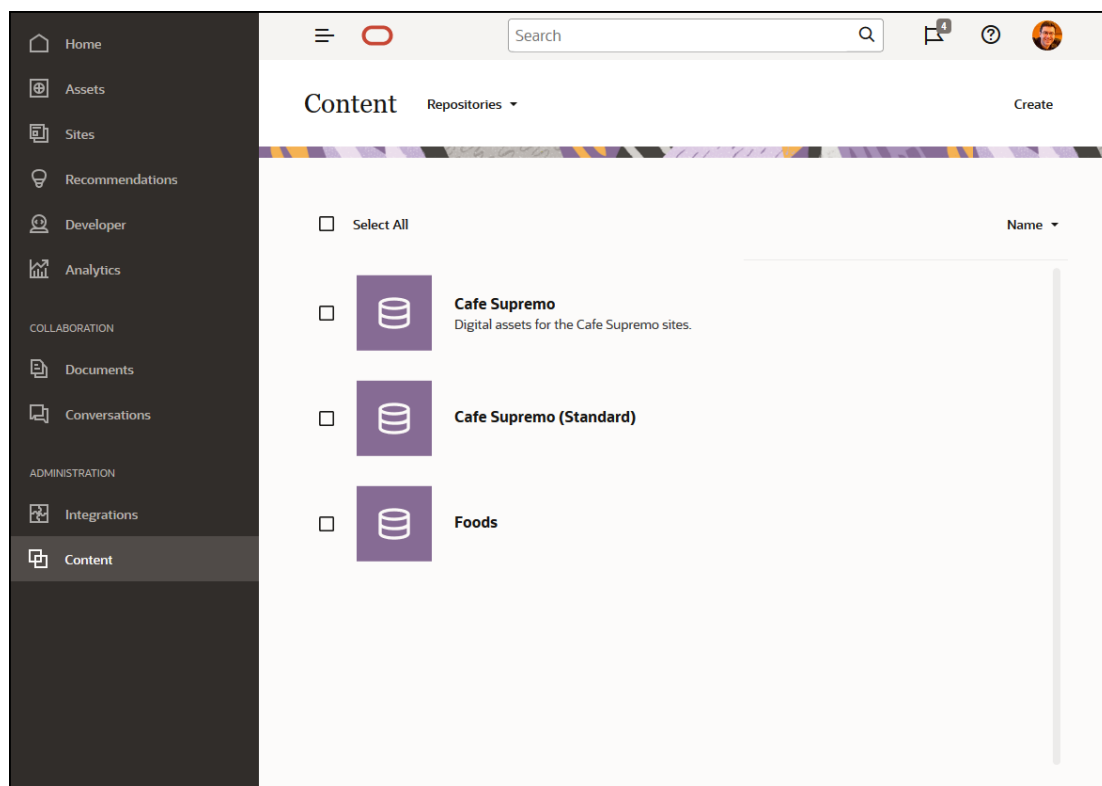 Home
Assets
Sites
Recommendations
Developer
Analytics
COLLABORATION
Documents
Conversations
ADMINISTRATION
Integrations
Content
Search
4
Content Repositories
Create
Select All
Name
Cafe Supremo
Digital assets for the Cafe Supremo sites.
Cafe Supremo (Standard)
Foods